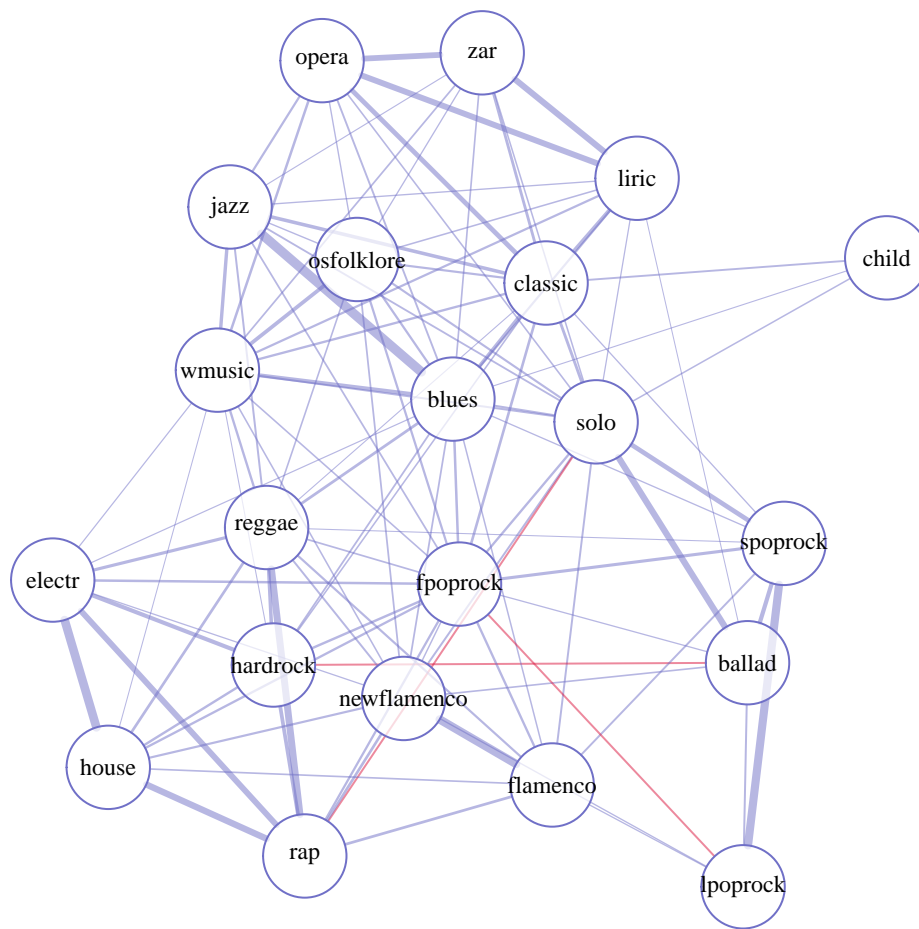 zar
opera
liric
jazz
osfolklore
child
classic
wmusic
blues
solo
reggae
spoprock
electr
fpoprock
hardrock
ballad
newflamenco
house
flamenco
rap
lpoprock